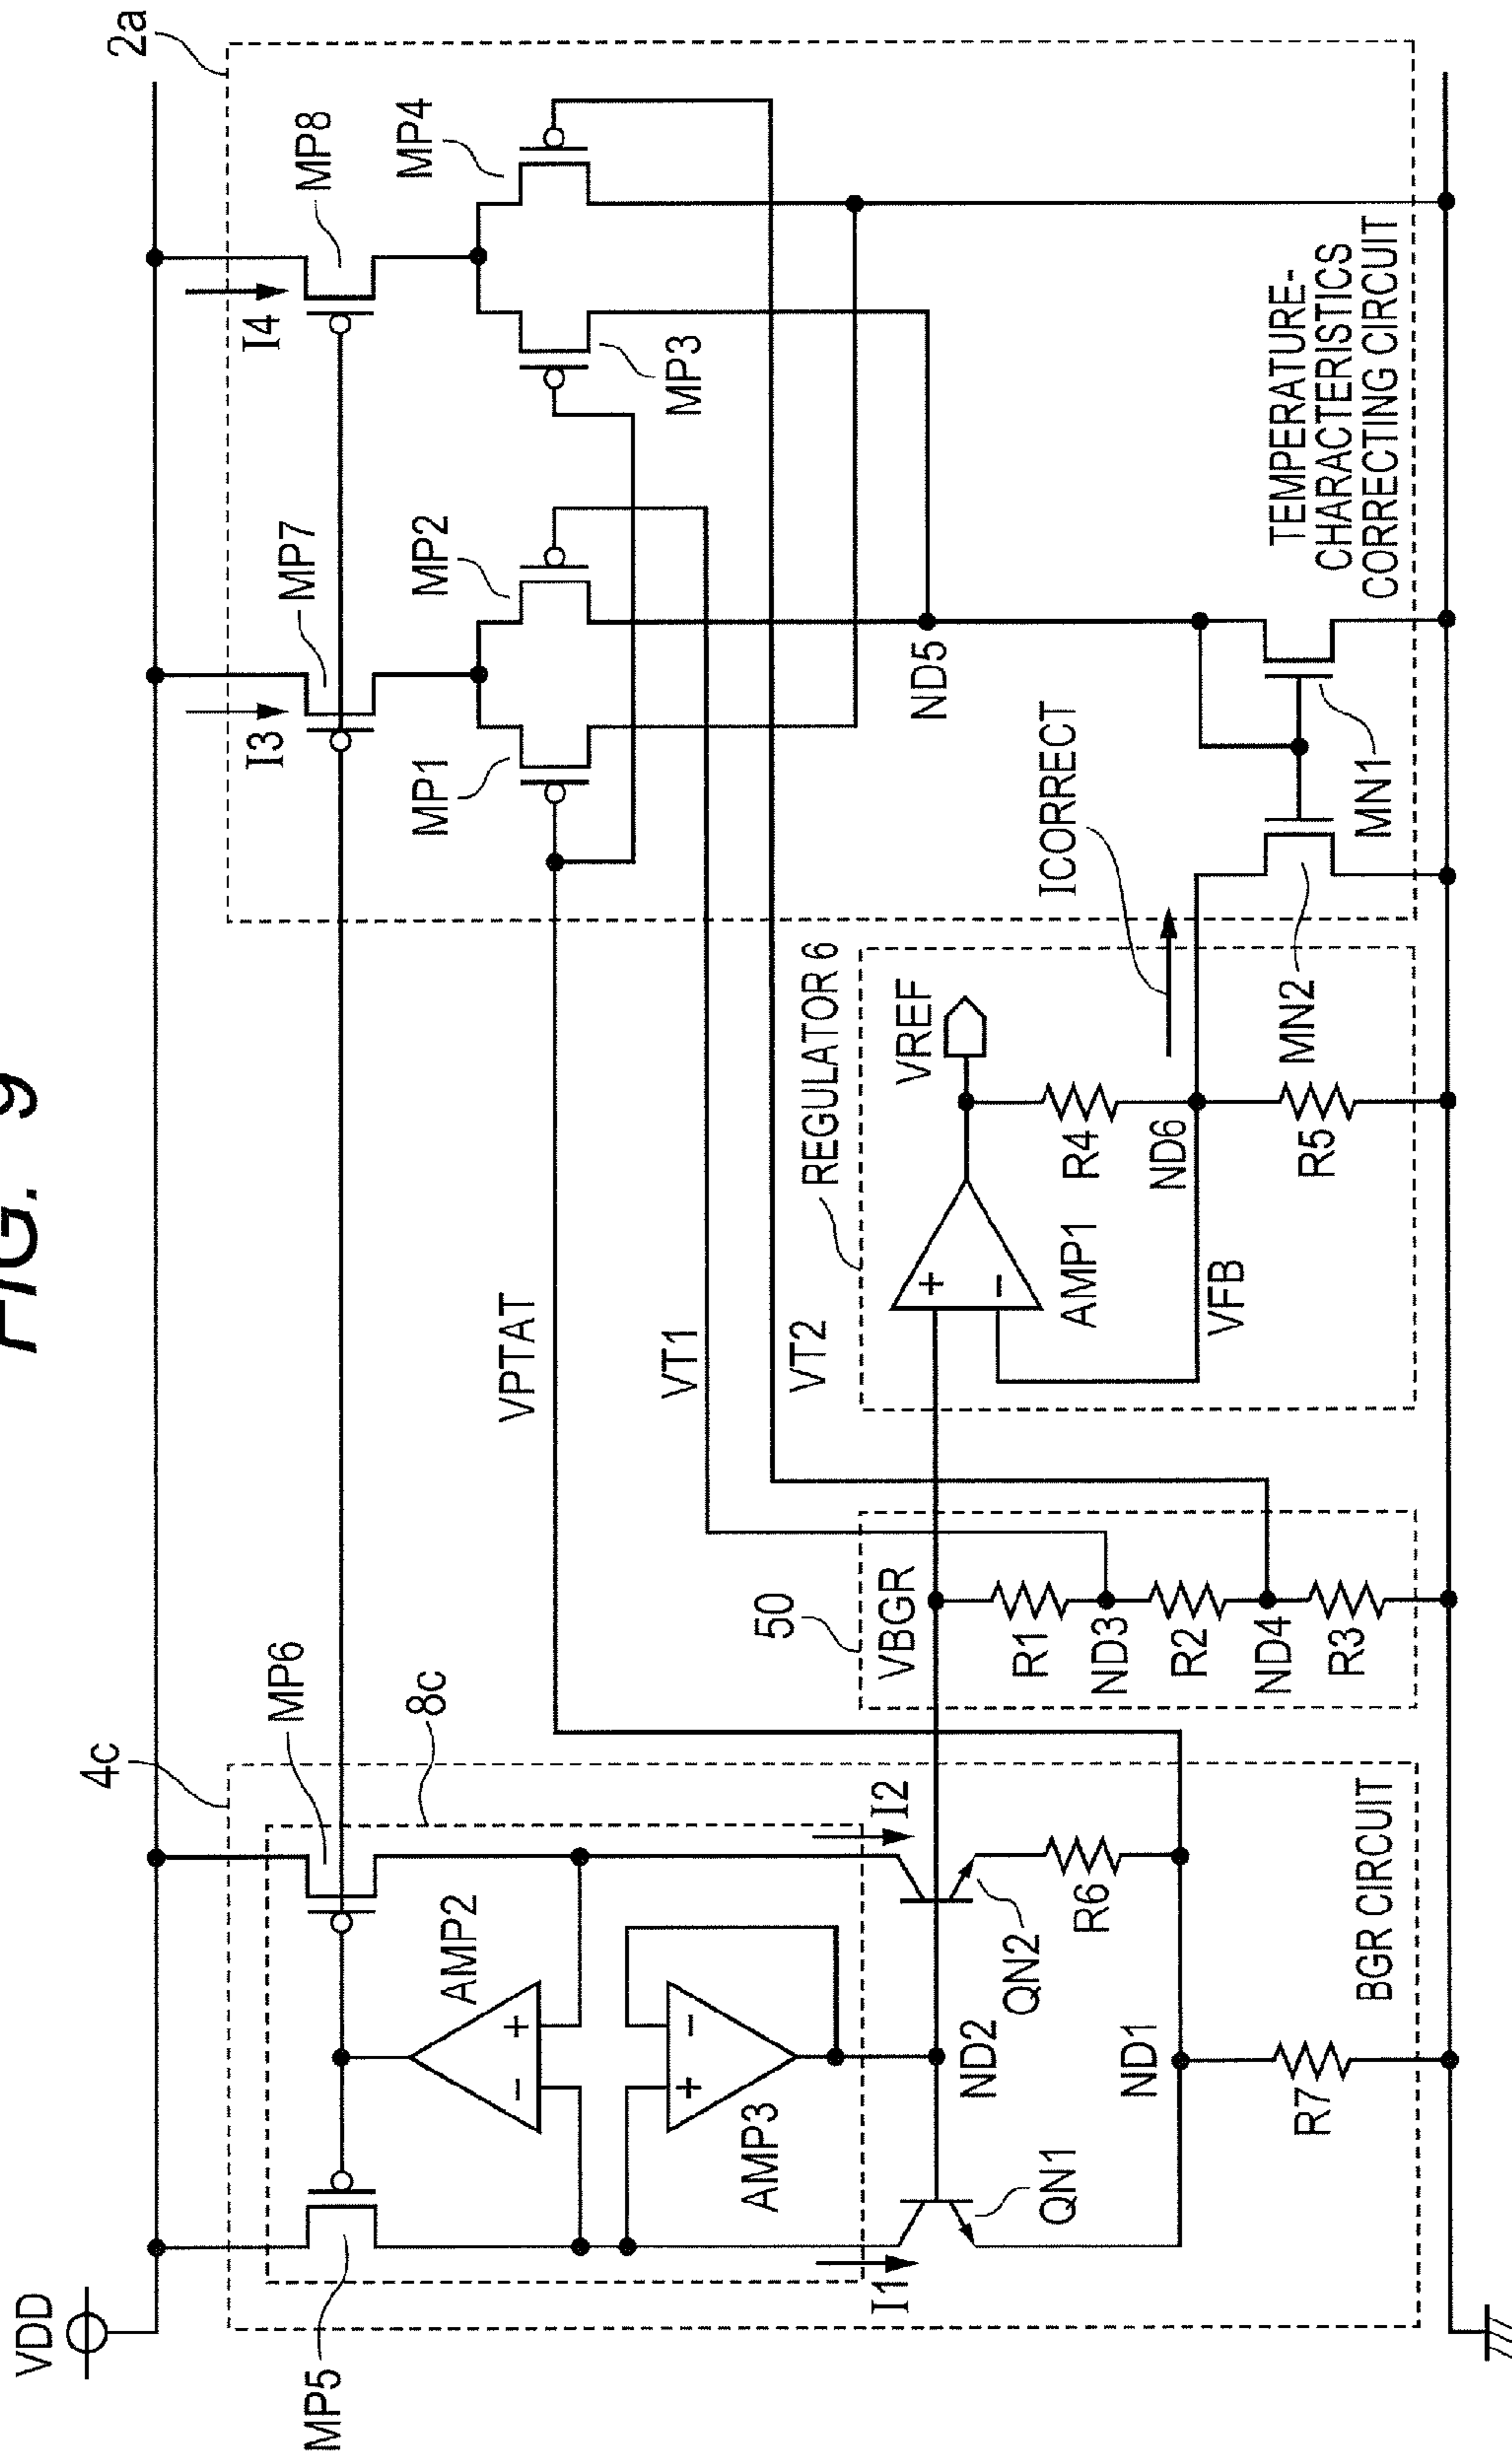 FIG. 9
VDD
4c
MP6
8c
MP5
AMP2
+
-
AMP3
+
-
I1
I2
QN1
QN2
ND2
R6
ND1
R7
BGR CIRCUIT
50
VBGR
R1
ND3
R2
ND4
R3
VPTAT
VT1
VT2
REGULATOR 6
VREF
+
-
AMP1
R4
ND6
R5
VFB
ICORRECT
2a
I3
MP7
I4
MP8
MP1
MP2
MP3
MP4
ND5
MN2
MN1
TEMPERATURE-
CHARACTERISTICS
CORRECTING CIRCUIT